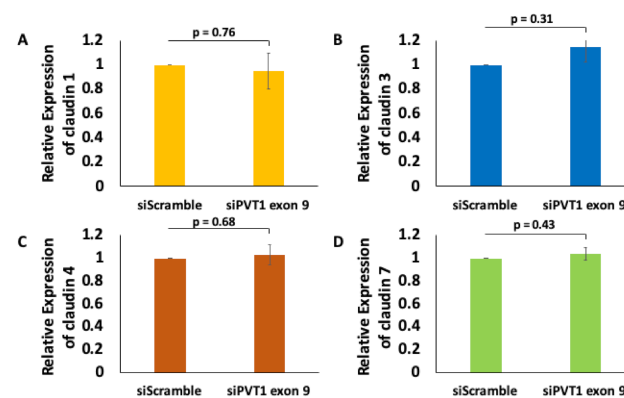 A
Relative Expression
of claudin 1
1.2
1
0.8
0.6
0.4
0.2
0
p = 0.76
siScramble siPVT1 exon 9
B
Relative Expression
of claudin 3
1.2
1
0.8
0.6
0.4
0.2
0
p = 0.31
siScramble siPVT1 exon 9
C
Relative Expression
of claudin 4
1.2
1
0.8
0.6
0.4
0.2
0
p = 0.68
siScramble siPVT1 exon 9
D
Relative Expression
of claudin 7
1.2
1
0.8
0.6
0.4
0.2
0
p = 0.43
siScramble siPVT1 exon 9